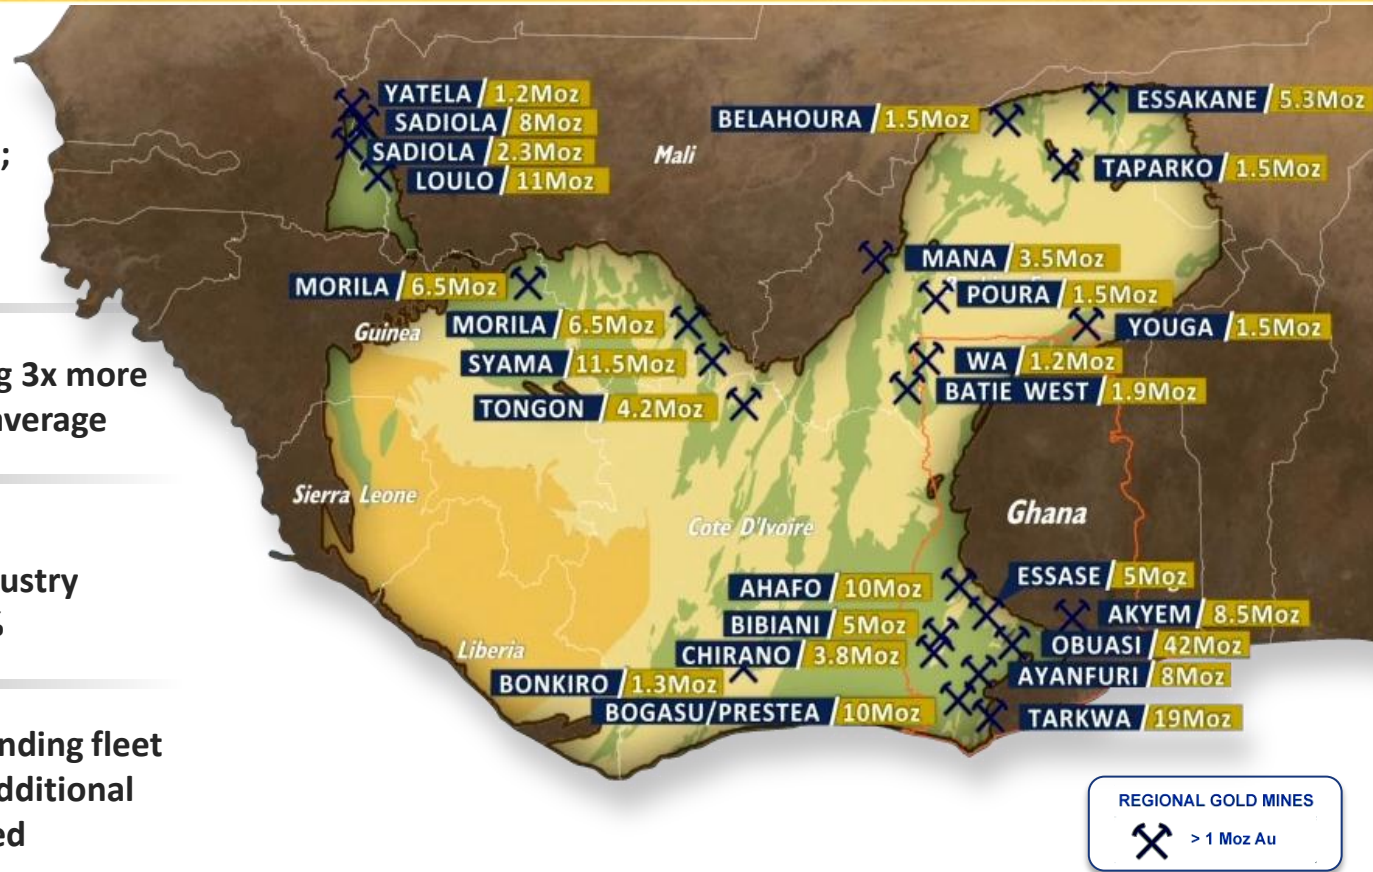 ;
g 3x more
average
ustry
%
nding fleet
dditional
ed
YATELA / 1.2Moz
SADIOLA / 8Moz
SADIOLA / 2.3Moz
LOULO / 11Moz
Mali
BELAHOURA / 1.5Moz
ESSAKANE / 5.3Moz
TAPARKO / 1.5Moz
MANA / 3.5Moz
MORILA / 6.5Moz
POURA / 1.5Moz
Guinea
MORILA / 6.5Moz
YOUGA / 1.5Moz
SYAMA / 11.5Moz
WA / 1.2Moz
BATIE WEST / 1.9Moz
TONGON / 4.2Moz
Sierra Leone
Cote D'Ivoire
Ghana
AHAFO / 10Moz
ESSASE / 5Moz
BIBIANI / 5Moz
AKYEM / 8.5Moz
CHIRANO / 3.8Moz
OBUASI / 42Moz
Liberia
AYANFURI / 8Moz
BONKIRO / 1.3Moz
BOGASU/PRESTEA / 10Moz
TARKWA / 19Moz
REGIONAL GOLD MINES
> 1 Moz Au